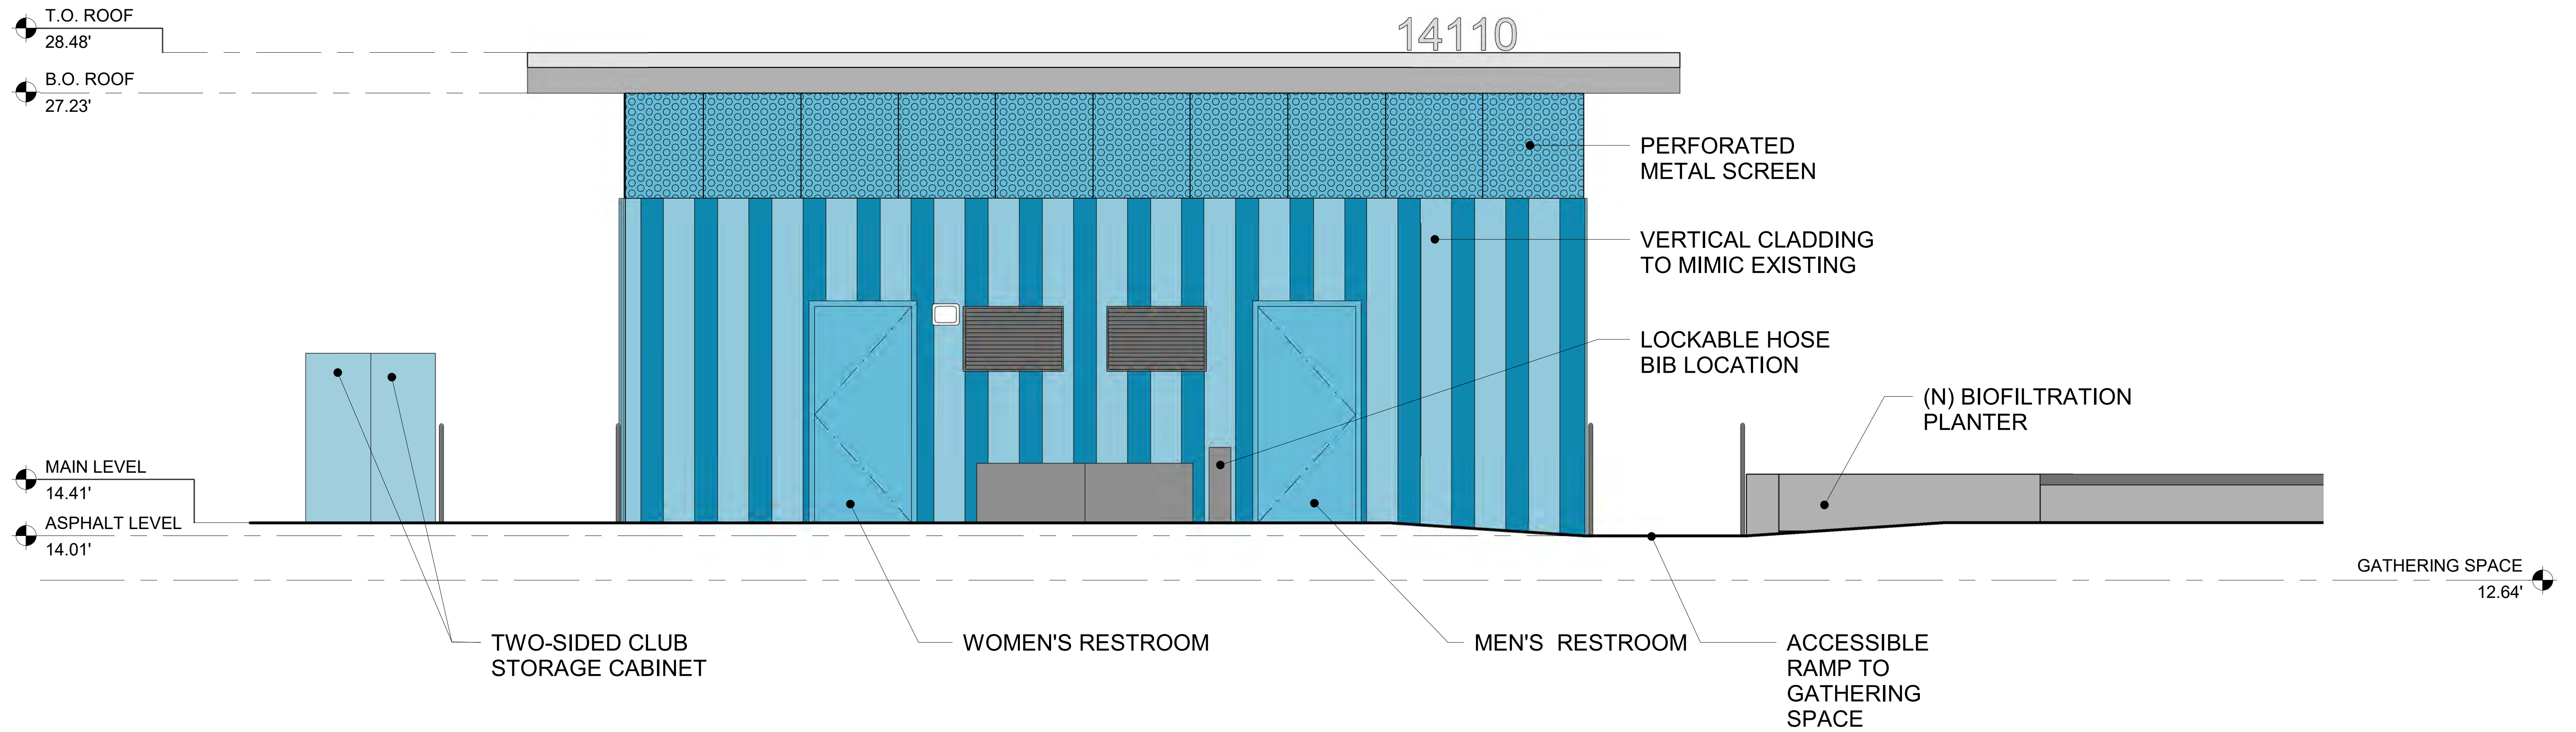 T.O. ROOF
28.48'
14110
B.O. ROOF
27.23'
PERFORATED
METAL SCREEN
VERTICAL CLADDING
TO MIMIC EXISTING
LOCKABLE HOSE
BIB LOCATION
(N) BIOFILTRATION
PLANTER
MAIN LEVEL
14.41'
ASPHALT LEVEL
14.01'
GATHERING SPACE
12.64'
TWO-SIDED CLUB
STORAGE CABINET
WOMEN'S RESTROOM
MEN'S  RESTROOM
ACCESSIBLE
RAMP TO
GATHERING
SPACE